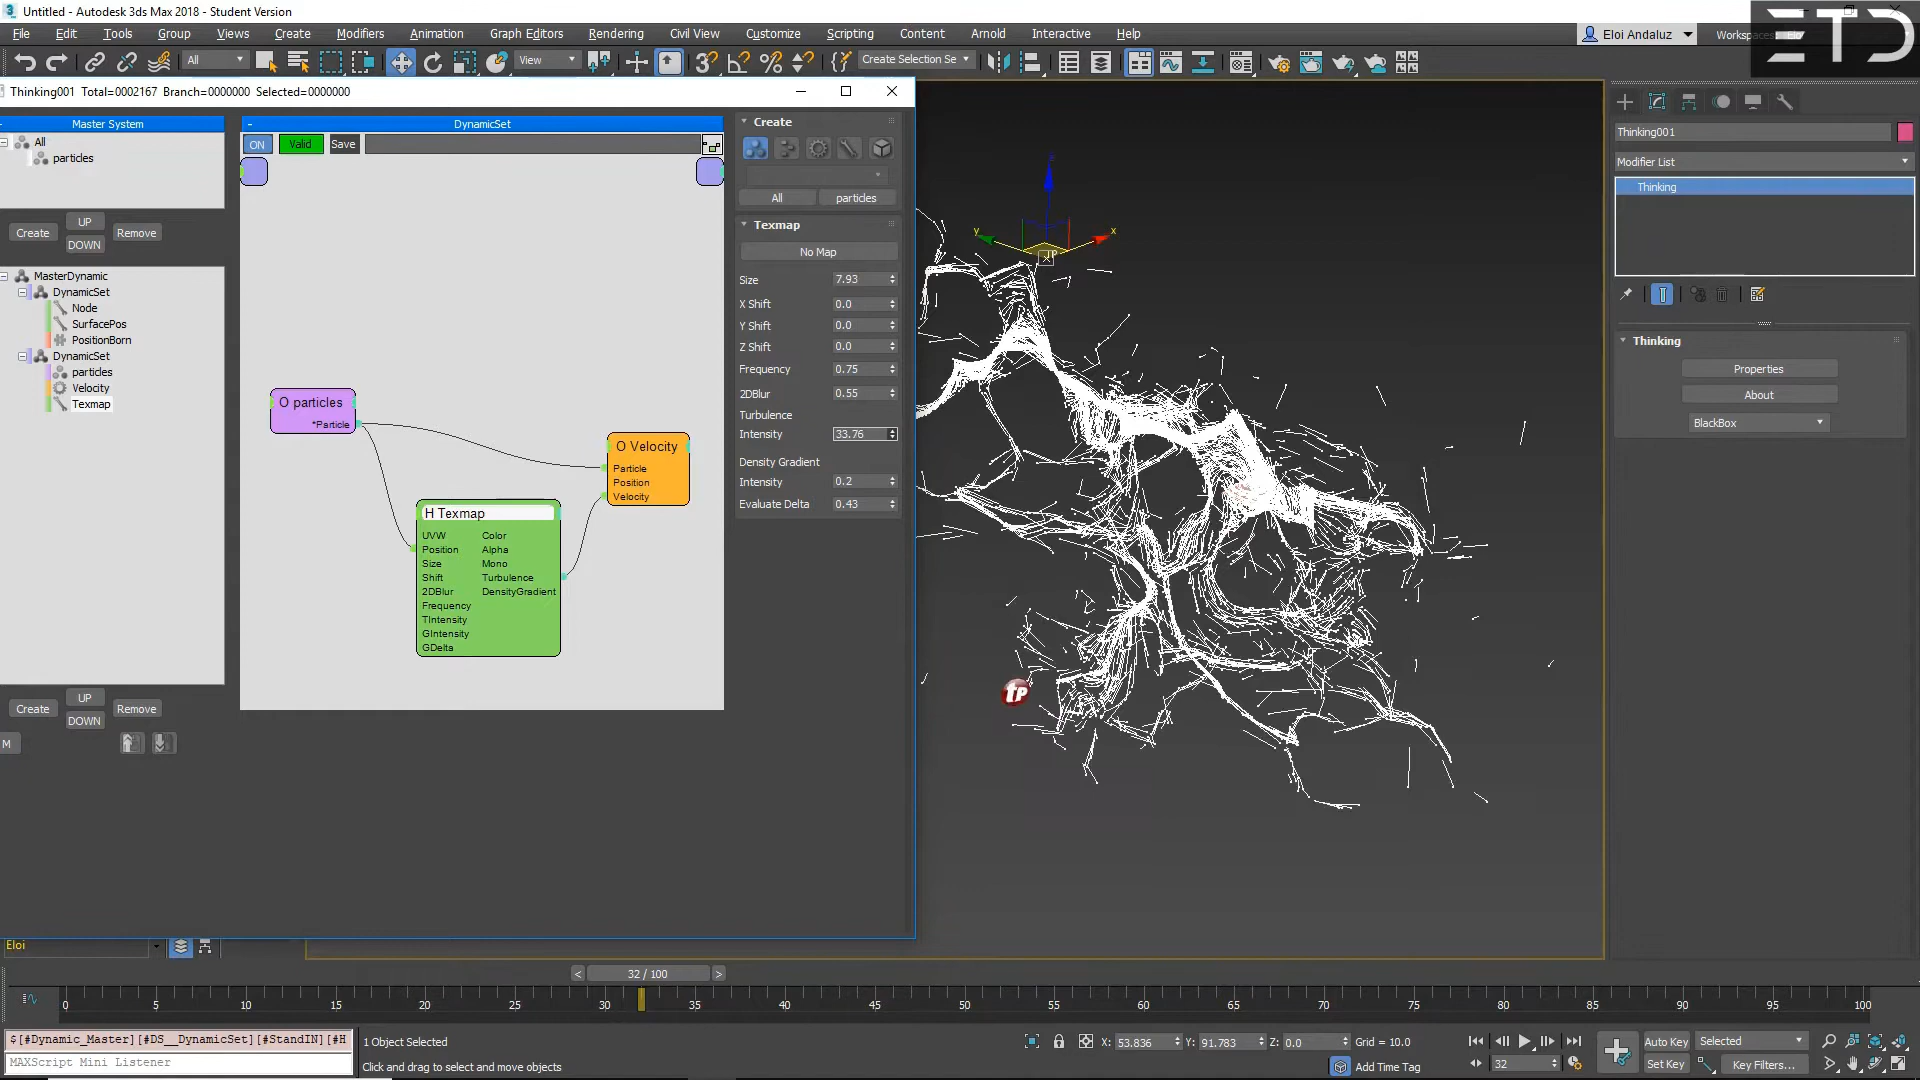 Untitled - Autodesk 3ds Max 2018 - Student Version
File Edit Tools Group Views Create Modifiers Animation Graph Editors Rendering Civil View Customize Scripting Content Arnold Interactive Help
Eloi Andaluz
ETD
All
View
Create Selection Se
Thinking001 Total=0002167 Branch=0000000 Selected=0000000
Master System
All
particles
Create
UP
DOWN
Remove
MasterDynamic
DynamicSet
Node
SurfacePos
PositionBorn
DynamicSet
particles
Velocity
Texmap
Create
UP
DOWN
Remove
M
DynamicSet
ON
Valid
Save
O particles
*Particle
O Velocity
Particle
Position
Velocity
H Texmap
UVW Color
Position Alpha
Size Mono
Shift Turbulence
2DBlur DensityGradient
Frequency
TIntensity
GIntensity
GDelta
Create
All particles
Texmap
No Map
Size 7.93
X Shift 0.0
Y Shift 0.0
Z Shift 0.0
Frequency 0.75
2DBlur 0.55
Turbulence
Intensity 33.76
Density Gradient
Intensity 0.2
Evaluate Delta 0.43
y
x
tP
Thinking001
Modifier List
Thinking
Thinking
Properties
About
BlackBox
Eloi
< 32 / 100 >
0 5 10 15 20 25 30 35 40 45 50 55 60 65 70 75 80 85 90 95 100
$[#Dynamic_Master][#DS__DynamicSet][#StandIN][#H
MAXScript Mini Listener
1 Object Selected
Click and drag to select and move objects
X: 53.836 Y: 91.783 Z: 0.0 Grid = 10.0
Add Time Tag
32
Auto Key Selected
Set Key Key Filters...